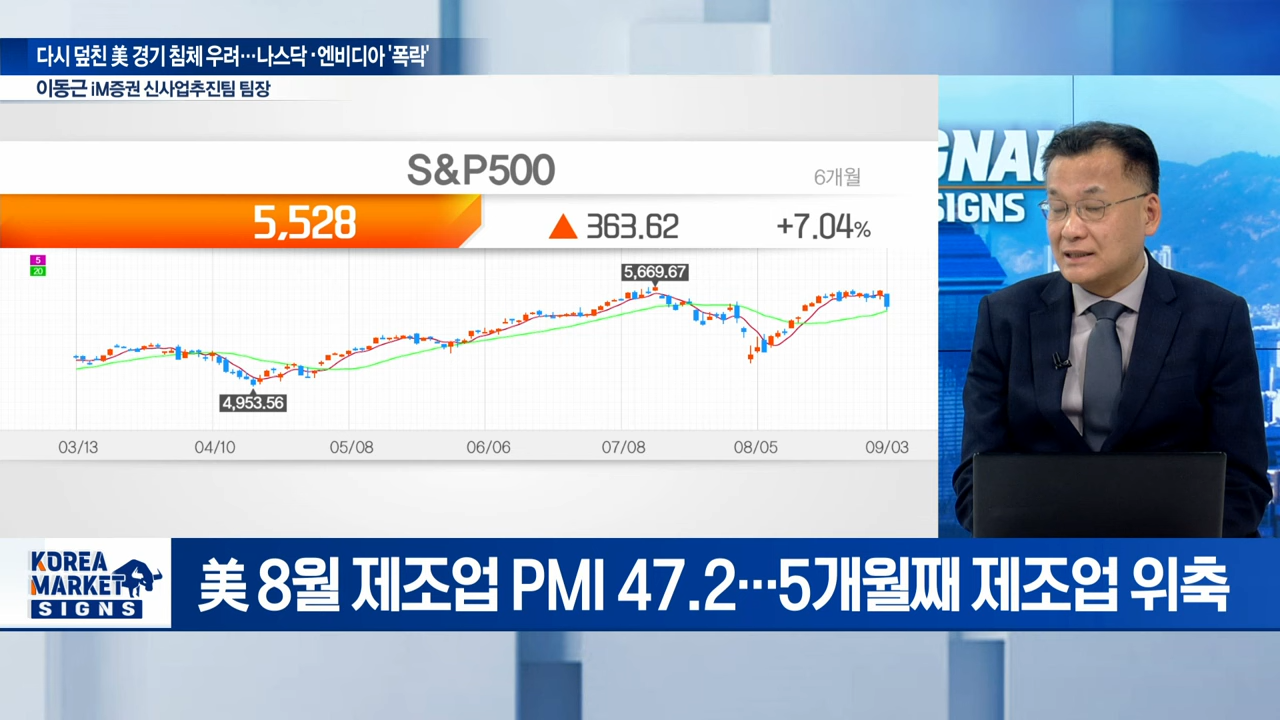 다시 덮친 美 경기 침체 우려…나스닥·엔비디아 '폭락'
이동근 iM증권 신사업추진팀 팀장
S&P500
6개월
5,528 ▲ 363.62 +7.04%
5
20
5,669.67
4,953.56
03/13 04/10 05/08 06/06 07/08 08/05 09/03
GNAL
SIGNS
KOREA
MARKET
SIGNS
美 8월 제조업 PMI 47.2…5개월째 제조업 위축